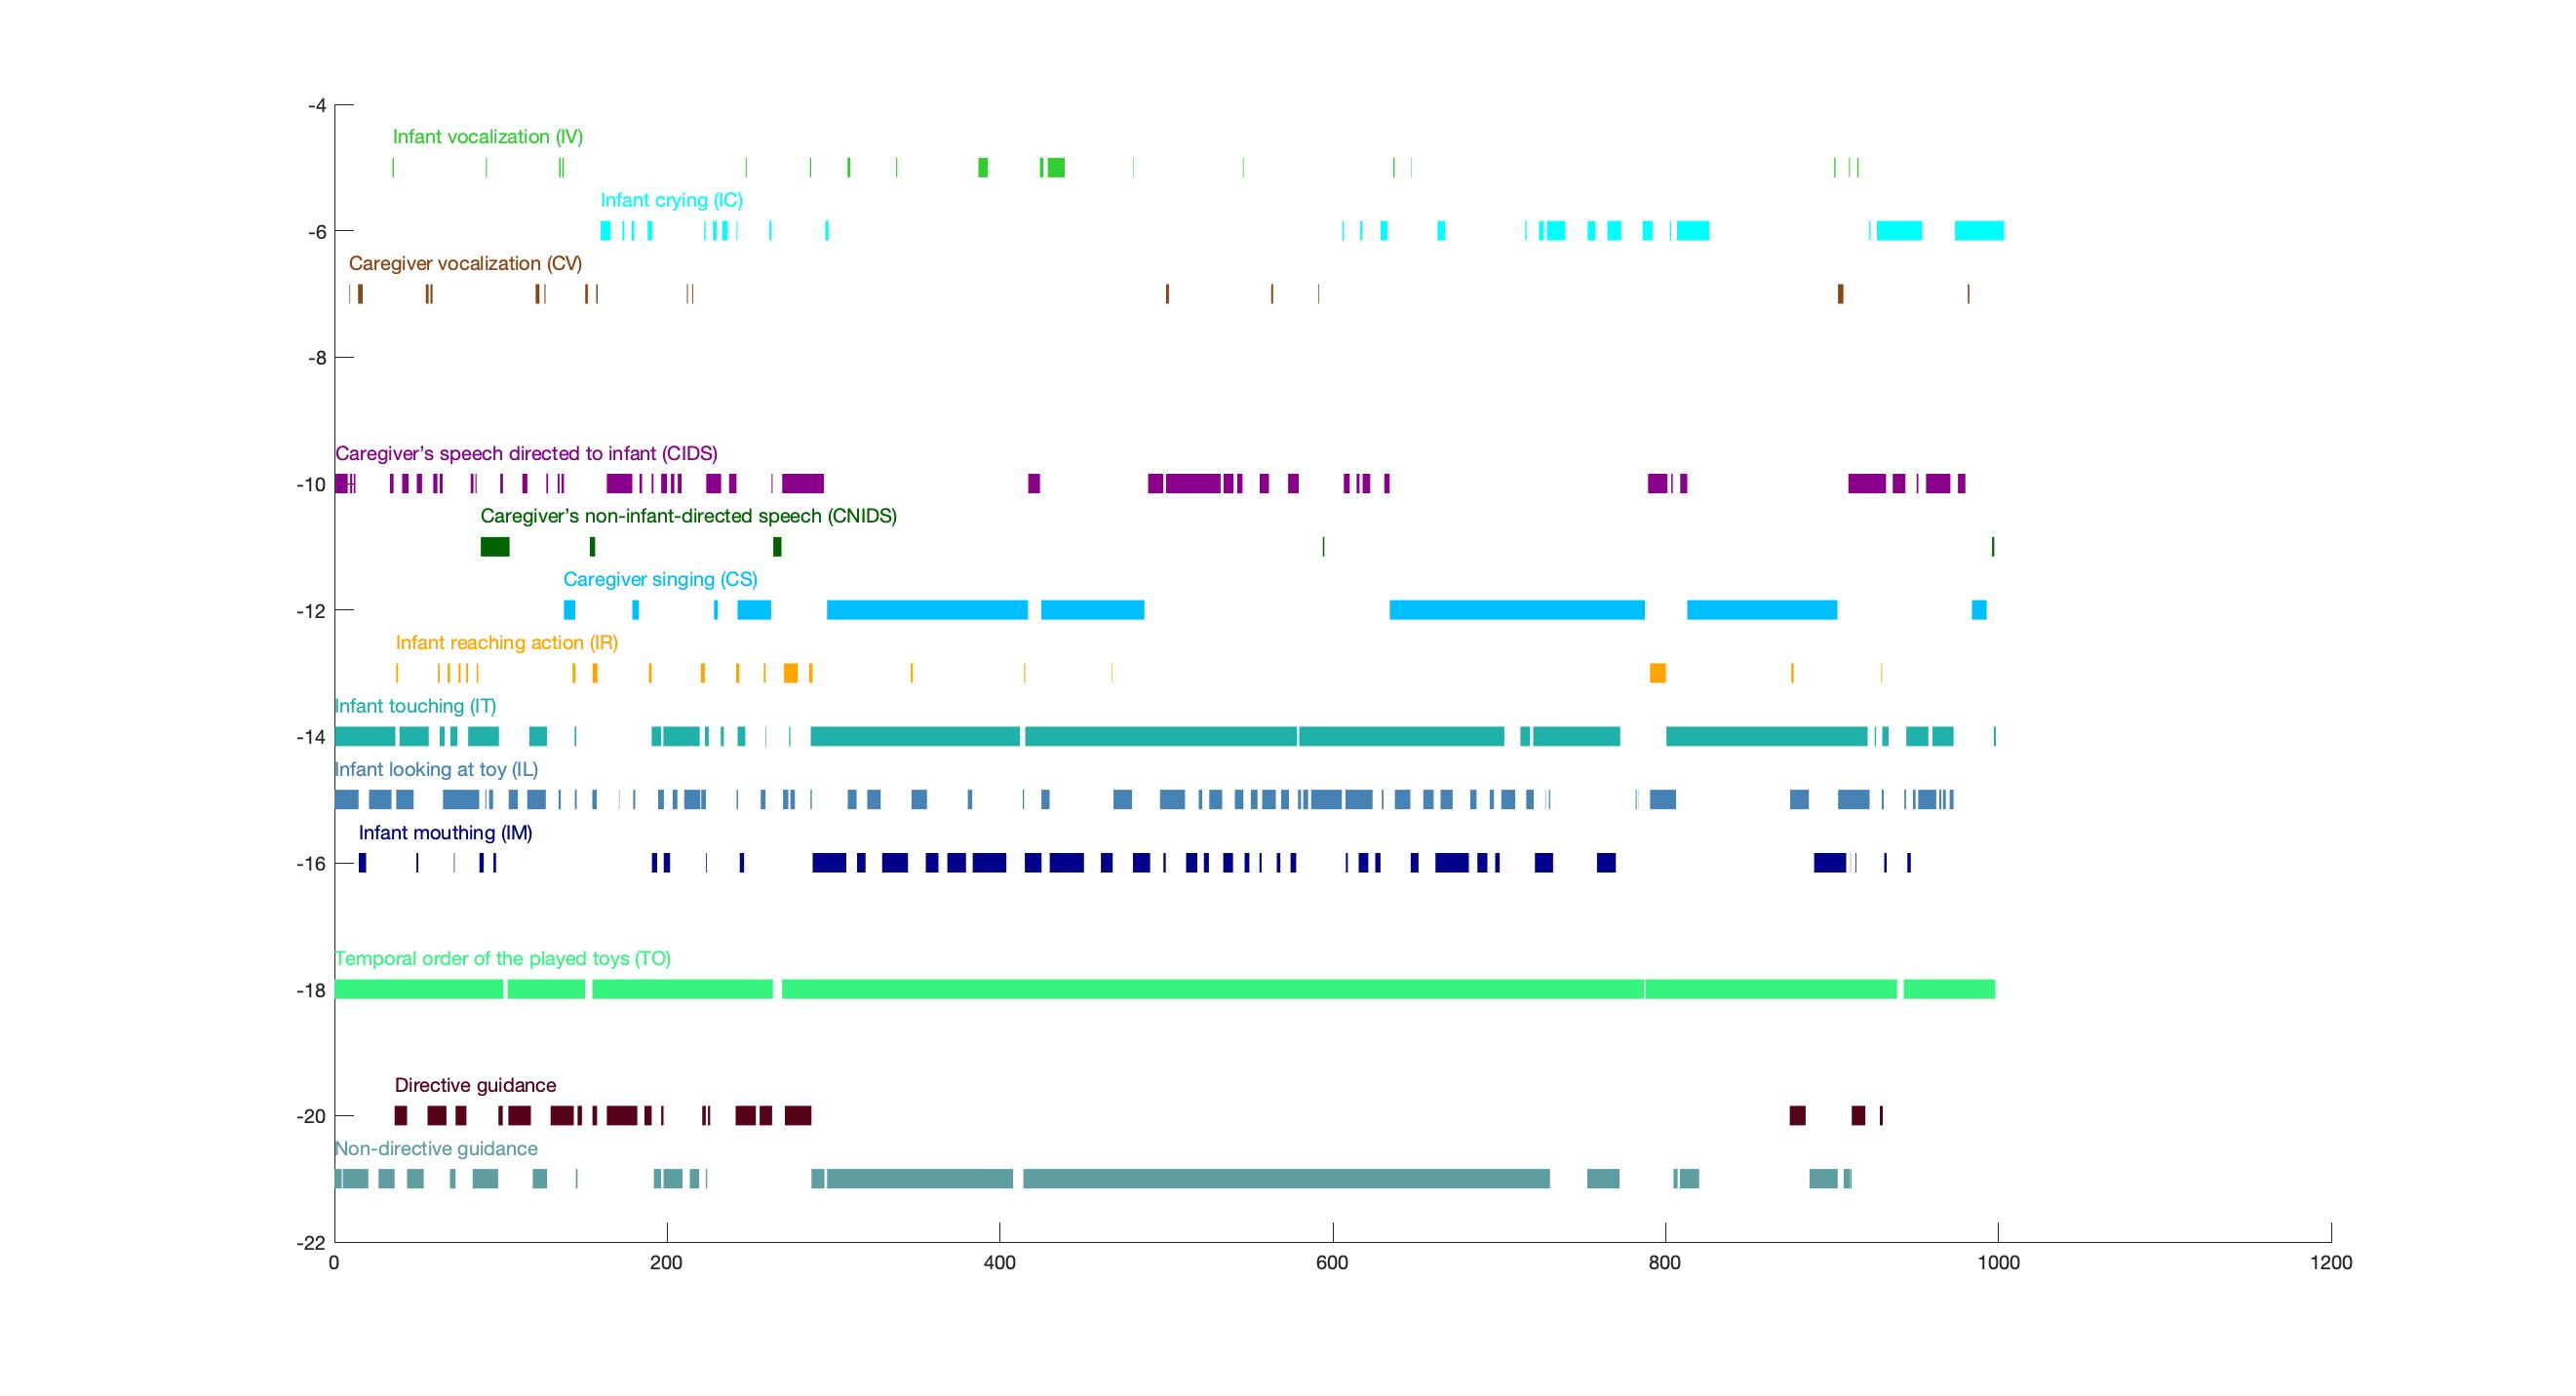 -4
Infant vocalization (IV)
Infant crying (IC)
-6
Caregiver vocalization (CV)
-8
Caregiver's speech directed to infant (CIDS)
-10
Caregiver's non-infant-directed speech (CNIDS)
Caregiver singing (CS)
-12
Infant reaching action (IR)
Infant touching (IT)
-14
Infant looking at toy (IL)
Infant mouthing (IM)
-16
Temporal order of the played toys (TO)
-18
Directive guidance
-20
Non-directive guidance
-22
0 200 400 600 800 1000 1200